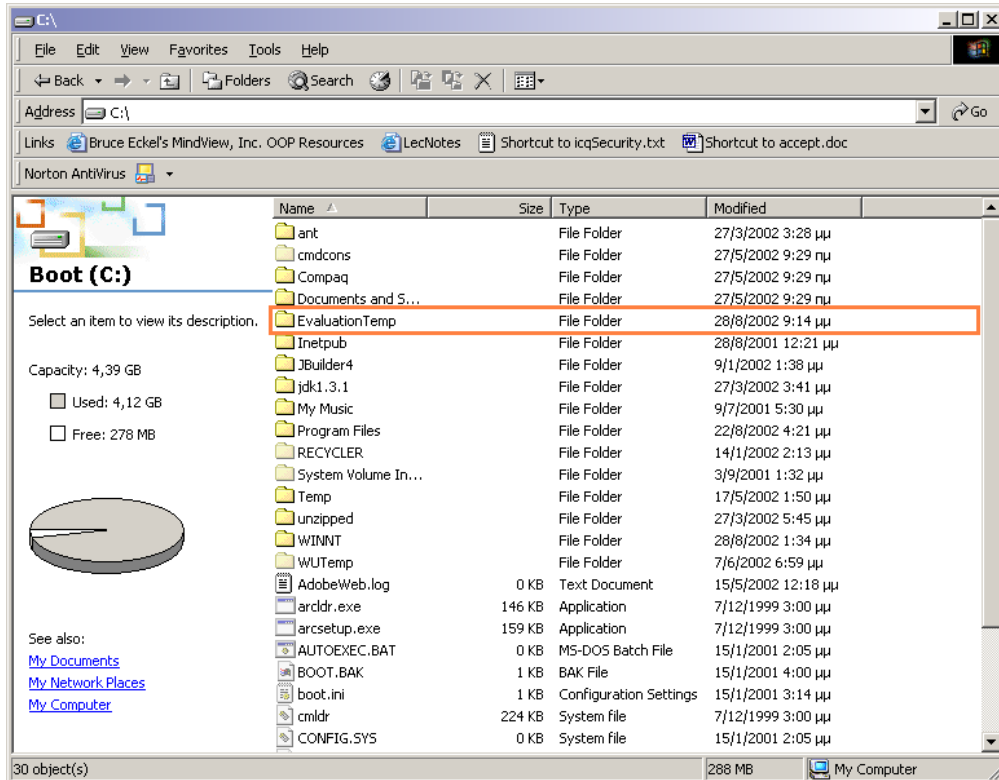 C:\
File Edit View Favorites Tools Help
Back Folders Search
Address C:\ Go
Links Bruce Eckel's MindView, Inc. OOP Resources LecNotes Shortcut to icqSecurity.txt Shortcut to accept.doc
Norton AntiVirus
Boot (C:)
Select an item to view its description.
Capacity: 4,39 GB
Used: 4,12 GB
Free: 278 MB
See also:
My Documents
My Network Places
My Computer
Name Size Type Modified
ant File Folder 27/3/2002 3:28 μμ
cmdcons File Folder 27/5/2002 9:29 πμ
Compaq File Folder 27/5/2002 9:29 πμ
Documents and S... File Folder 27/5/2002 9:29 πμ
EvaluationTemp File Folder 28/8/2002 9:14 μμ
Inetpub File Folder 28/8/2001 12:21 μμ
JBuilder4 File Folder 9/1/2002 1:38 μμ
jdk1.3.1 File Folder 27/3/2002 3:41 μμ
My Music File Folder 9/7/2001 5:30 μμ
Program Files File Folder 22/8/2002 4:21 μμ
RECYCLER File Folder 14/1/2002 2:13 μμ
System Volume In... File Folder 3/9/2001 1:32 μμ
Temp File Folder 17/5/2002 1:50 μμ
unzipped File Folder 27/3/2002 5:45 μμ
WINNT File Folder 28/8/2002 1:34 μμ
WUTemp File Folder 7/6/2002 6:59 μμ
AdobeWeb.log 0 KB Text Document 15/5/2002 12:18 μμ
arcldr.exe 146 KB Application 7/12/1999 3:00 μμ
arcsetup.exe 159 KB Application 7/12/1999 3:00 μμ
AUTOEXEC.BAT 0 KB MS-DOS Batch File 15/1/2001 2:05 μμ
BOOT.BAK 1 KB BAK File 15/1/2001 4:00 μμ
boot.ini 1 KB Configuration Settings 15/1/2001 3:14 μμ
cmldr 224 KB System file 7/12/1999 3:00 μμ
CONFIG.SYS 0 KB System file 15/1/2001 2:05 μμ
30 object(s) 288 MB My Computer